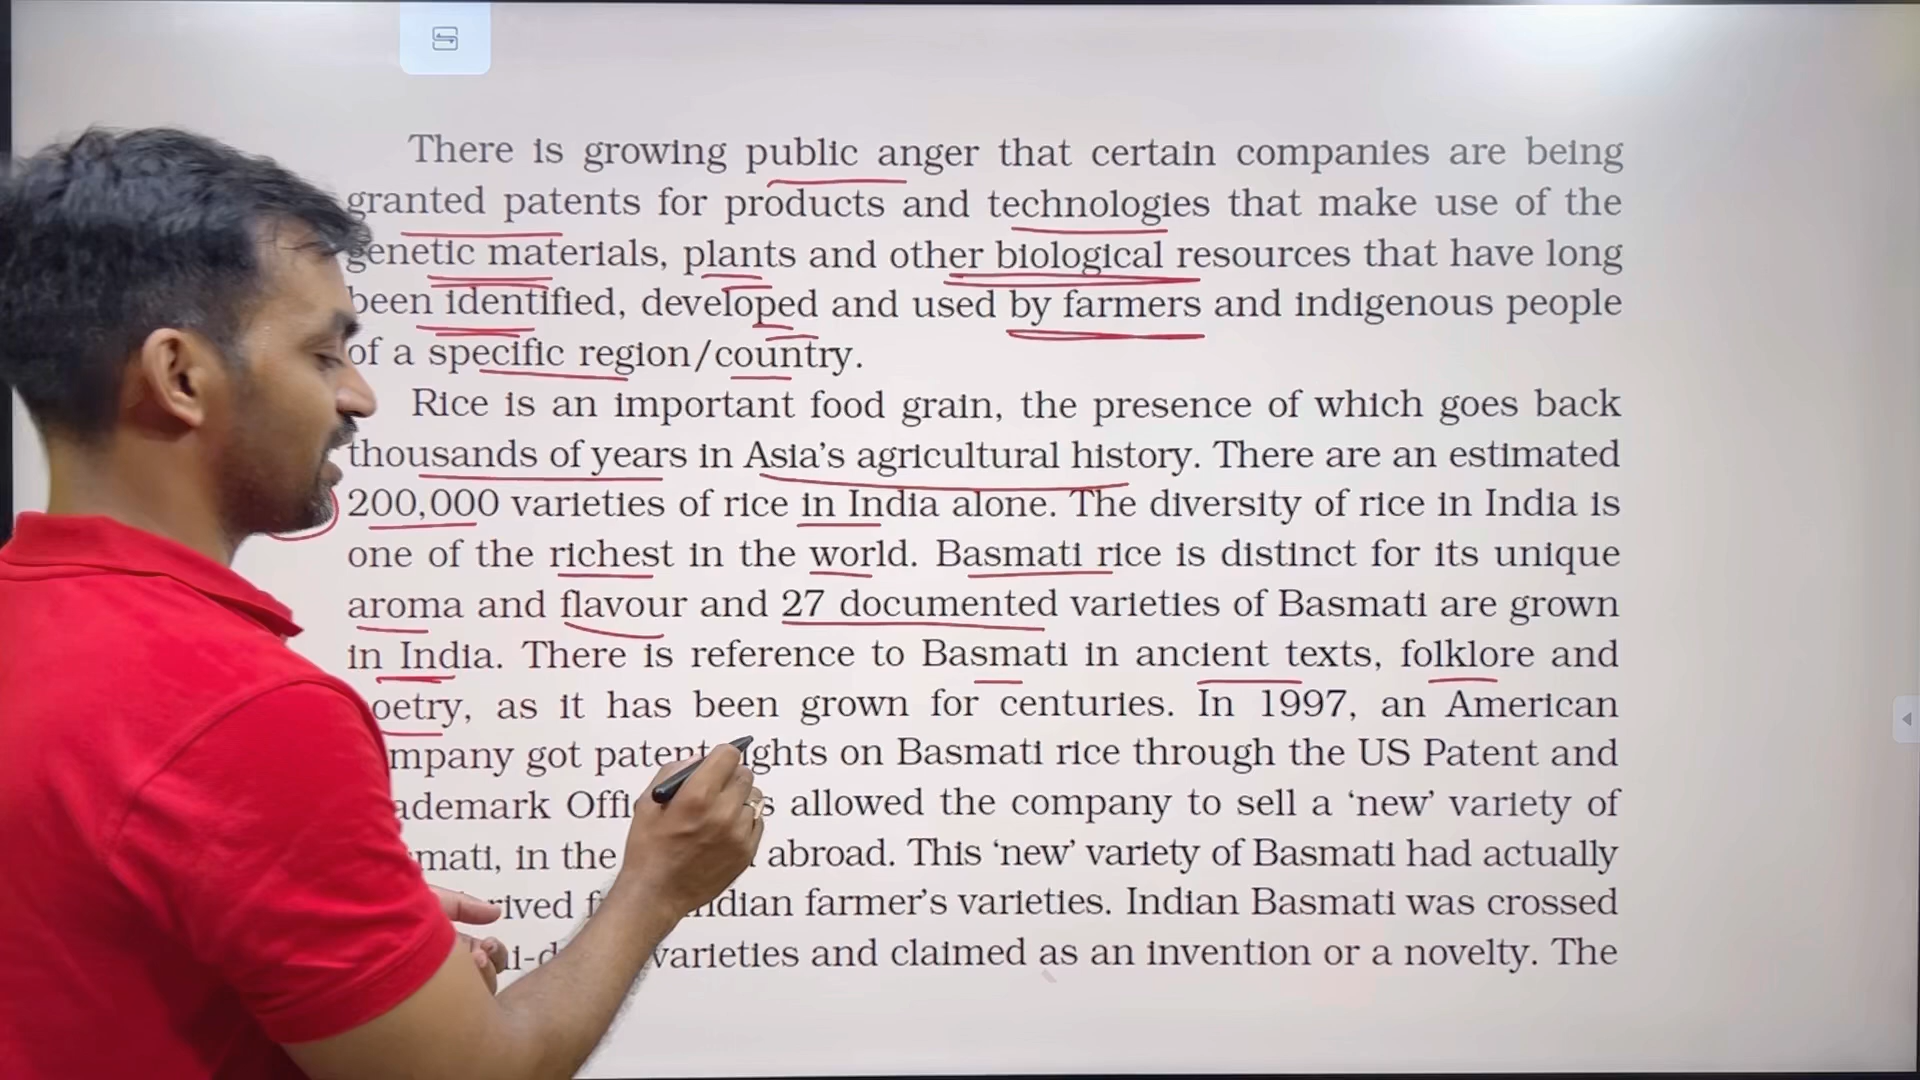 There is growing public anger that certain companies are being
granted patents for products and technologies that make use of the
genetic materials, plants and other biological resources that have long
been identified, developed and used by farmers and indigenous people
of a specific region/country.
Rice is an important food grain, the presence of which goes back
thousands of years in Asia's agricultural history. There are an estimated
200,000 varieties of rice in India alone. The diversity of rice in India is
one of the richest in the world. Basmati rice is distinct for its unique
aroma and flavour and 27 documented varieties of Basmati are grown
in India. There is reference to Basmati in ancient texts, folklore and
oetry, as it has been grown for centuries. In 1997, an American
mpany got patent ights on Basmati rice through the US Patent and
ademark Offi s allowed the company to sell a ‘new’ variety of
mati, in the abroad. This ‘new’ variety of Basmati had actually
rived f ndian farmer's varieties. Indian Basmati was crossed
i-d varieties and claimed as an invention or a novelty. The